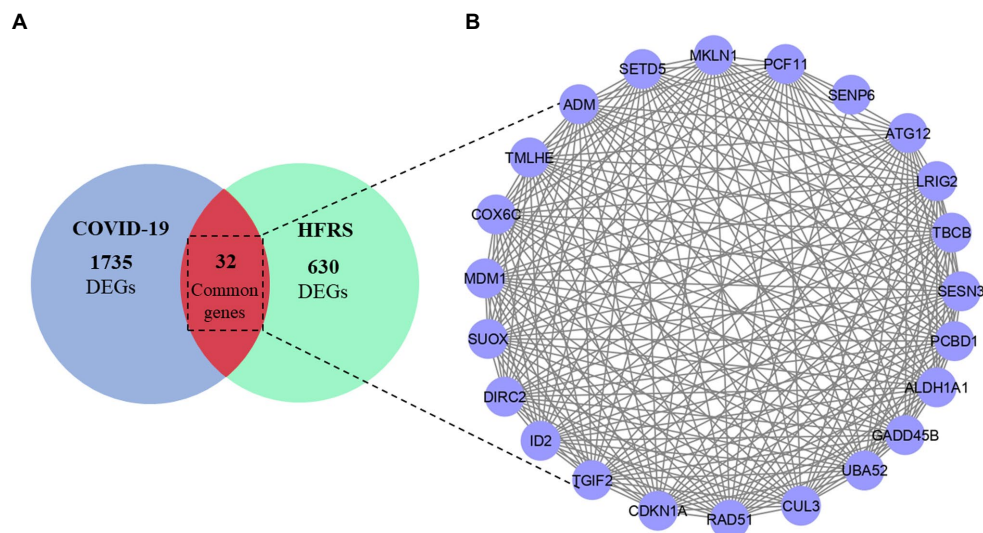 A
B
COVID-19
1735
DEGs
32
Common
genes
HFRS
630
DEGs
MKLN1
PCF11
SETD5
SENP6
ADM
ATG12
TMLHE
LRIG2
COX6C
TBCB
MDM1
SESN3
SUOX
PCBD1
DIRC2
ALDH1A1
ID2
GADD45B
TGIF2
UBA52
CDKN1A
RAD51
CUL3